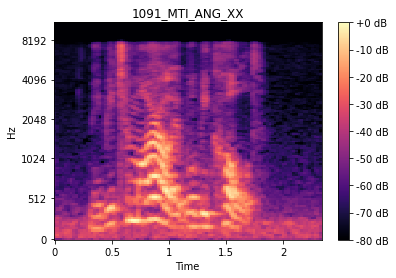 1091_MTI_ANG_XX
+0 dB
8192
-10 dB
4096
-20 dB
-30 dB
2048
Hz
-40 dB
1024
-50 dB
512
-60 dB
-70 dB
0
-80 dB
0 0.5 1 1.5 2
Time